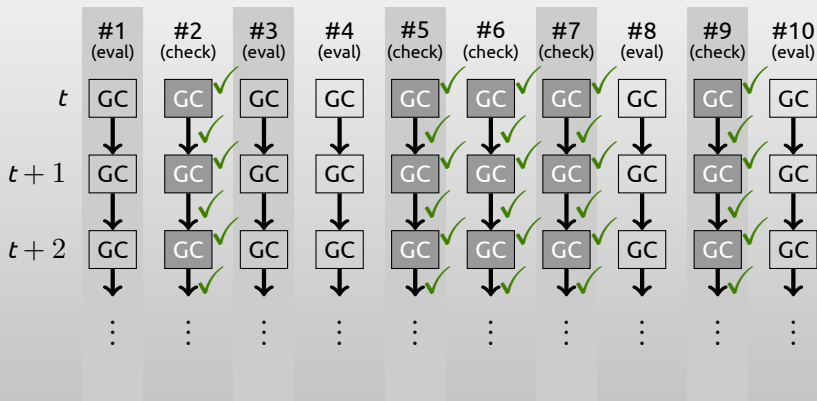 #1 #2 #3 #4 #5 #6 #7 #8 #9 #10
(eval) (check) (eval) (eval) (check) (check) (check) (eval) (check) (eval)
t GC GC GC GC GC GC GC GC GC GC
t + 1 GC GC GC GC GC GC GC GC GC GC
t + 2 GC GC GC GC GC GC GC GC GC GC